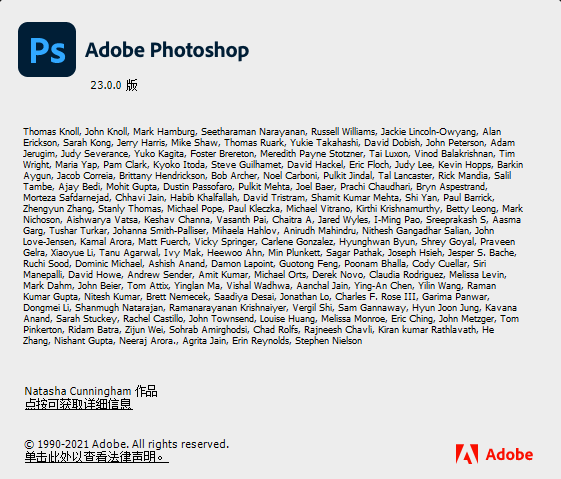 Ps
Adobe Photoshop
23.0.0 版
Thomas Knoll, John Knoll, Mark Hamburg, Seetharaman Narayanan, Russell Williams, Jackie Lincoln-Owyang, Alan
Erickson, Sarah Kong, Jerry Harris, Mike Shaw, Thomas Ruark, Yukie Takahashi, David Dobish, John Peterson, Adam
Jerugim, Judy Severance, Yuko Kagita, Foster Brereton, Meredith Payne Stotzner, Tai Luxon, Vinod Balakrishnan, Tim
Wright, Maria Yap, Pam Clark, Kyoko Itoda, Steve Guilhamet, David Hackel, Eric Floch, Judy Lee, Kevin Hopps, Barkin
Aygun, Jacob Correia, Brittany Hendrickson, Bob Archer, Noel Carboni, Pulkit Jindal, Tal Lancaster, Rick Mandia, Salil
Tambe, Ajay Bedi, Mohit Gupta, Dustin Passofaro, Pulkit Mehta, Joel Baer, Prachi Chaudhari, Bryn Aspestrand,
Morteza Safdarnejad, Chhavi Jain, Habib Khalfallah, David Tristram, Shamit Kumar Mehta, Shi Yan, Paul Barrick,
Zhengyun Zhang, Stanly Thomas, Michael Pope, Paul Kleczka, Michael Vitrano, Kirthi Krishnamurthy, Betty Leong, Mark
Nichoson, Aishwarya Vatsa, Keshav Channa, Vasanth Pai, Chaitra A, Jared Wyles, I-Ming Pao, Sreeprakash S, Aasma
Garg, Tushar Turkar, Johanna Smith-Palliser, Mihaela Hahlov, Anirudh Mahindru, Nithesh Gangadhar Salian, John
Love-Jensen, Kamal Arora, Matt Fuerch, Vicky Springer, Carlene Gonzalez, Hyunghwan Byun, Shrey Goyal, Praveen
Gelra, Xiaoyue Li, Tanu Agarwal, Ivy Mak, Heewoo Ahn, Min Plunkett, Sagar Pathak, Joseph Hsieh, Jesper S. Bache,
Ruchi Sood, Dominic Michael, Ashish Anand, Damon Lapoint, Guotong Feng, Poonam Bhalla, Cody Cuellar, Siri
Manepalli, David Howe, Andrew Sender, Amit Kumar, Michael Orts, Derek Novo, Claudia Rodriguez, Melissa Levin,
Mark Dahm, John Beier, Tom Attix, Yinglan Ma, Vishal Wadhwa, Aanchal Jain, Ying-An Chen, Yilin Wang, Raman
Kumar Gupta, Nitesh Kumar, Brett Nemecek, Saadiya Desai, Jonathan Lo, Charles F. Rose III, Garima Panwar,
Dongmei Li, Shanmugh Natarajan, Ramanarayanan Krishnaiyer, Vergil Shi, Sam Gannaway, Hyun Joon Jung, Kavana
Anand, Sarah Stuckey, Rachel Castillo, John Townsend, Louise Huang, Melissa Monroe, Eric Ching, John Metzger, Tom
Pinkerton, Ridam Batra, Zijun Wei, Sohrab Amirghodsi, Chad Rolfs, Rajneesh Chavli, Kiran kumar Rathlavath, He
Zhang, Nishant Gupta, Neeraj Arora., Agrita Jain, Erin Reynolds, Stephen Nielson
Natasha Cunningham 作品
点按可获取详细信息
© 1990-2021 Adobe. All rights reserved.
单击此处以查看法律声明。
Adobe